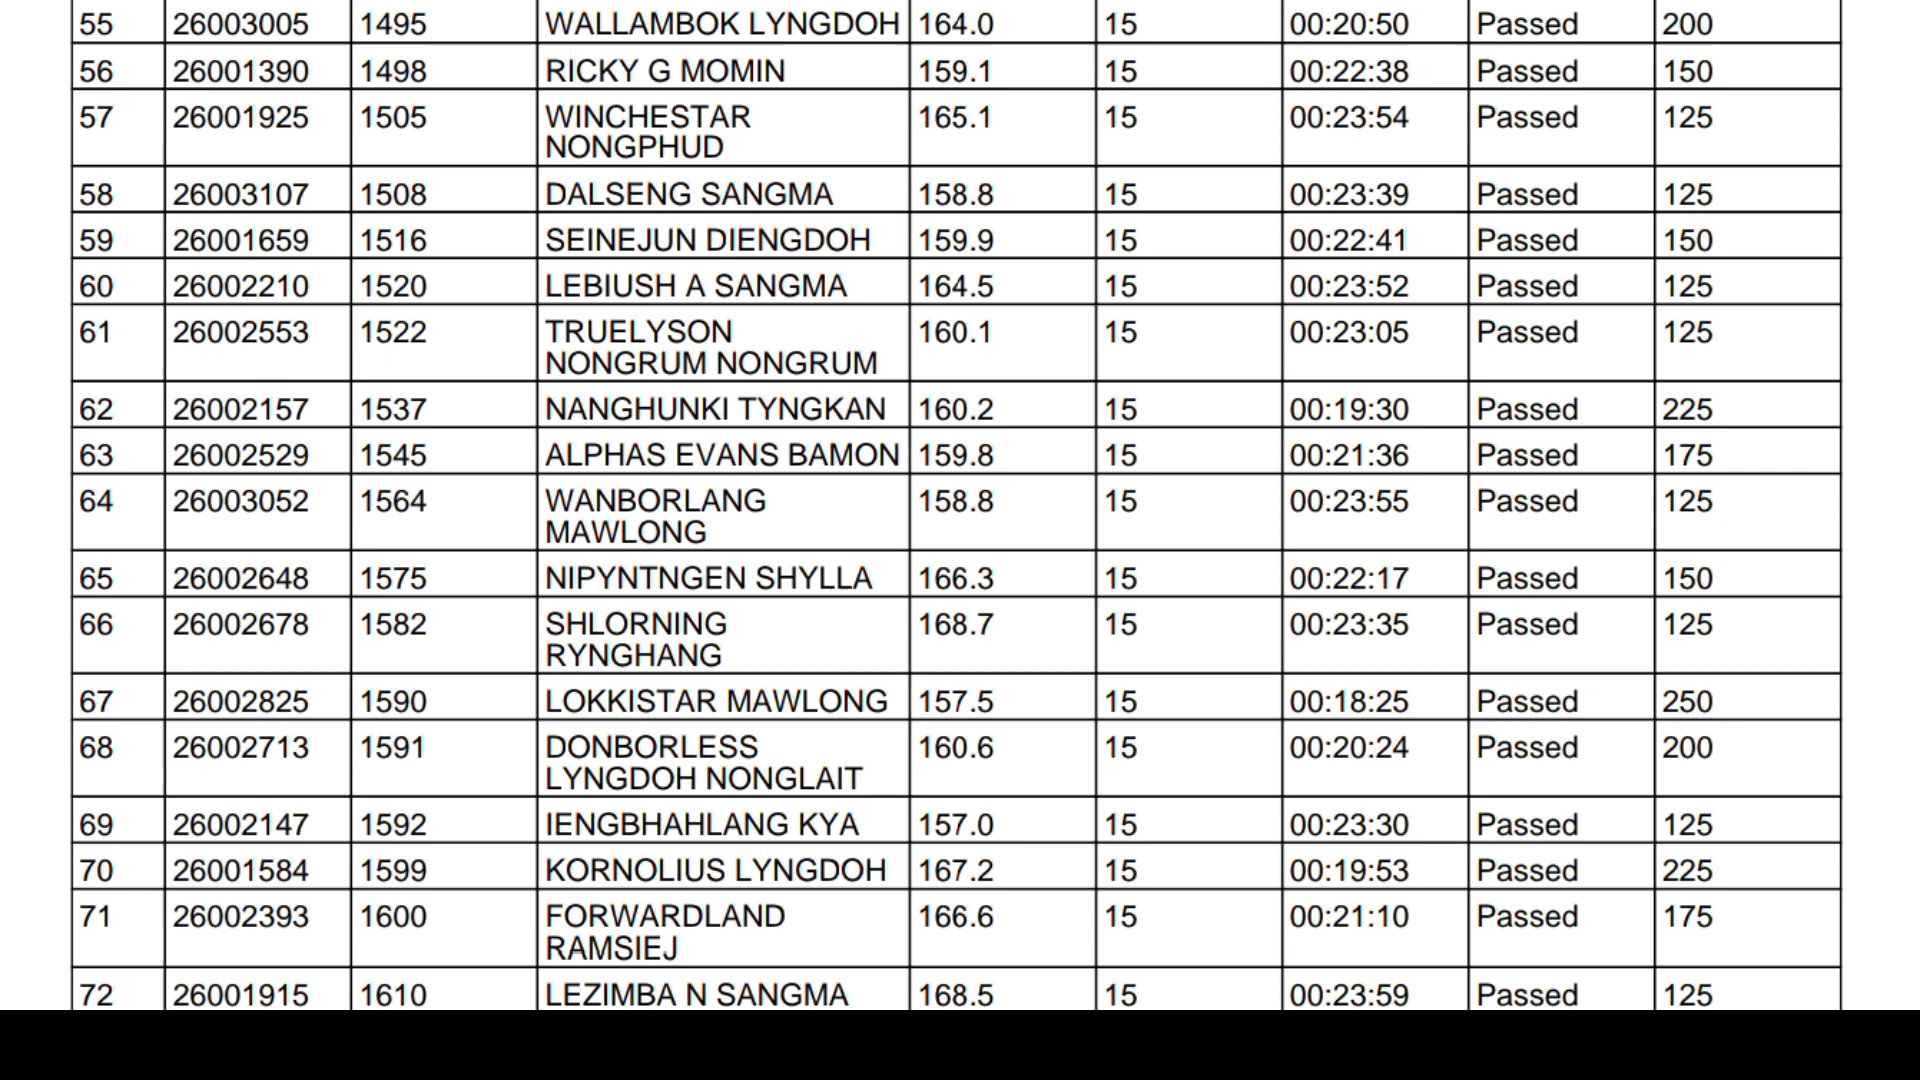 55 26003005 1495 WALLAMBOK LYNGDOH 164.0 15 00:20:50 Passed 200
56 26001390 1498 RICKY G MOMIN 159.1 15 00:22:38 Passed 150
57 26001925 1505 WINCHESTAR 165.1 15 00:23:54 Passed 125
NONGPHUD
58 26003107 1508 DALSENG SANGMA 158.8 15 00:23:39 Passed 125
59 26001659 1516 SEINEJUN DIENGDOH 159.9 15 00:22:41 Passed 150
60 26002210 1520 LEBIUSH A SANGMA 164.5 15 00:23:52 Passed 125
61 26002553 1522 TRUELYSON 160.1 15 00:23:05 Passed 125
NONGRUM NONGRUM
62 26002157 1537 NANGHUNKI TYNGKAN 160.2 15 00:19:30 Passed 225
63 26002529 1545 ALPHAS EVANS BAMON 159.8 15 00:21:36 Passed 175
64 26003052 1564 WANBORLANG 158.8 15 00:23:55 Passed 125
MAWLONG
65 26002648 1575 NIPYNTNGEN SHYLLA 166.3 15 00:22:17 Passed 150
66 26002678 1582 SHLORNING 168.7 15 00:23:35 Passed 125
RYNGHANG
67 26002825 1590 LOKKISTAR MAWLONG 157.5 15 00:18:25 Passed 250
68 26002713 1591 DONBORLESS 160.6 15 00:20:24 Passed 200
LYNGDOH NONGLAIT
69 26002147 1592 IENGBHAHLANG KYA 157.0 15 00:23:30 Passed 125
70 26001584 1599 KORNOLIUS LYNGDOH 167.2 15 00:19:53 Passed 225
71 26002393 1600 FORWARDLAND 166.6 15 00:21:10 Passed 175
RAMSIEJ
72 26001915 1610 LEZIMBA N SANGMA 168.5 15 00:23:59 Passed 125